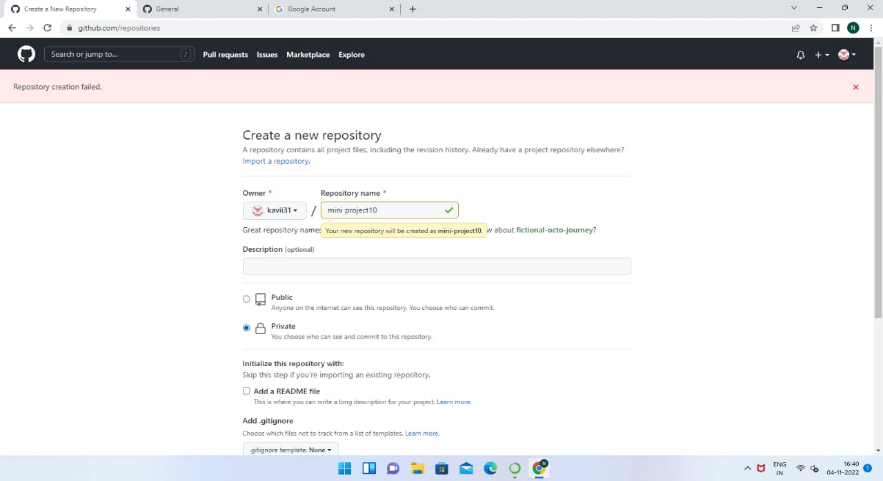 Create a New Repository
General
Google Account
github.com/repositories
N
Search or jump to...
/
Pull requests
Issues
Marketplace
Explore
Repository creation failed.
Create a new repository
A repository contains all project files, including the revision history. Already have a project repository elsewhere?
Import a repository.
Owner *
Repository name *
kavii31
/
mini project10
Great repository names
Your new repository will be created as mini-project10.
w about fictional-octo-journey?
Description (optional)
Public
Anyone on the internet can see this repository. You choose who can commit.
Private
You choose who can see and commit to this repository.
Initialize this repository with:
Skip this step if you're importing an existing repository.
Add a README file
This is where you can write a long description for your project. Learn more.
Add .gitignore
Choose which files not to track from a list of templates. Learn more.
.gitignore template: None
ENG
IN
16:40
04-11-2022